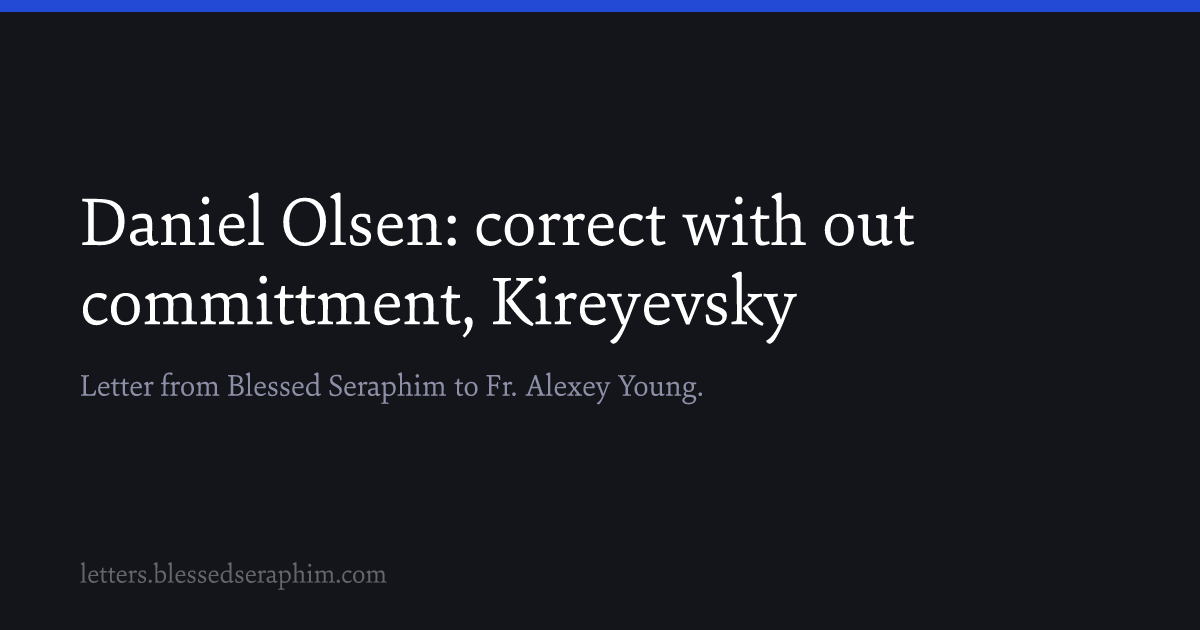 Daniel Olsen: correct with out
committment, Kireyevsky
Letter from Blessed Seraphim to Fr. Alexey Young.
letters.blessedseraphim.com